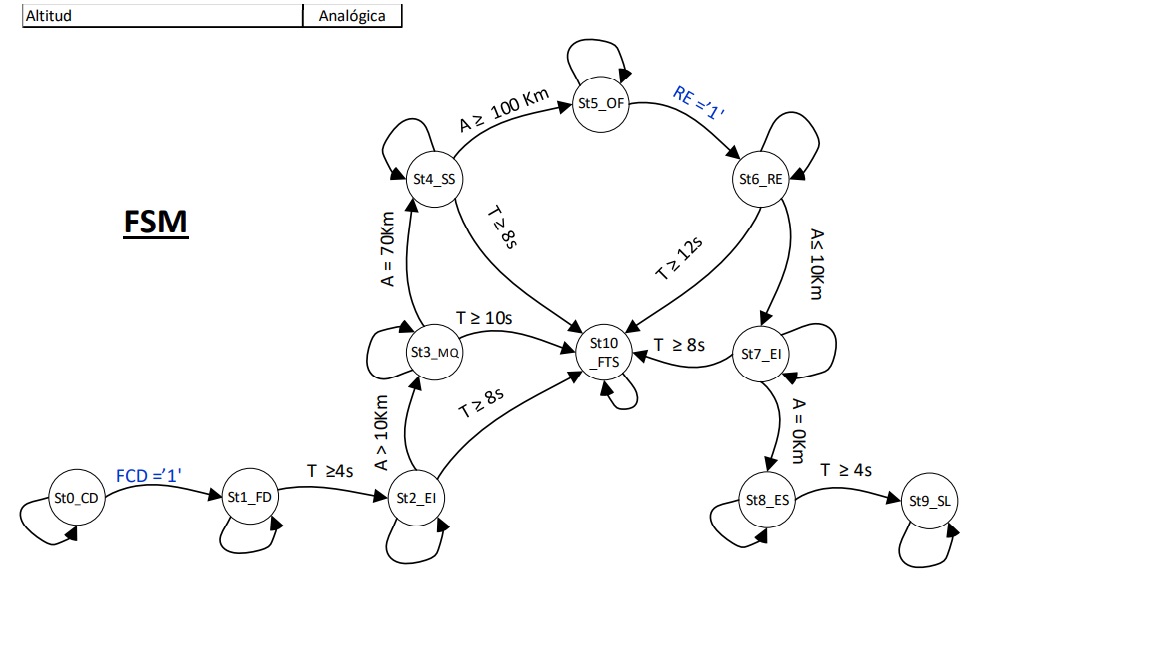 Altitud
Analógica
FSM
St5_OF
A ≥ 100 Km
RE ='1'
St4_SS
St6_RE
T ≥ 8s
T ≥ 12s
A = 70Km
A≤ 10Km
T ≥ 10s
St3_MQ
St10
_FTS
T ≥ 8s
St7_EI
A > 10Km
T ≥ 8s
A = 0Km
FCD ='1'
T ≥4s
T ≥ 4s
St0_CD
St1_FD
St2_EI
St8_ES
St9_SL